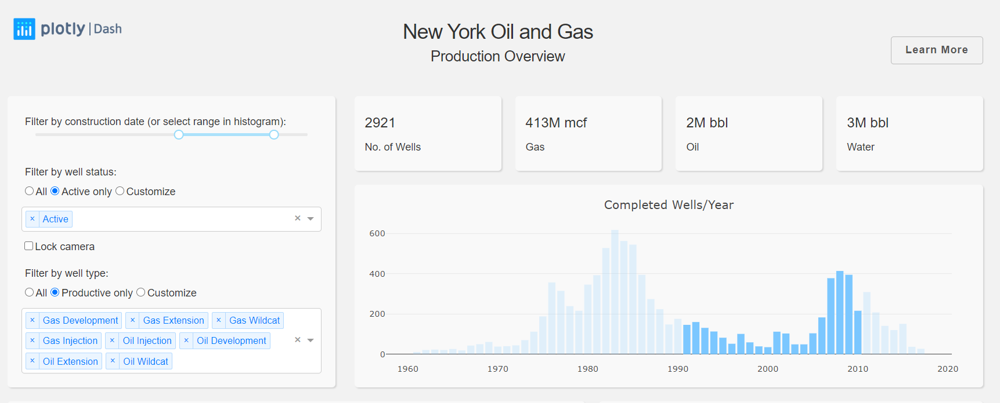 plotly | Dash
New York Oil and Gas
Production Overview
Learn More
Filter by construction date (or select range in histogram):
Filter by well status:
All Active only Customize
× Active × 
Lock camera
Filter by well type:
All Productive only Customize
× Gas Development × Gas Extension × Gas Wildcat
× Gas Injection × Oil Injection × Oil Development ×
× Oil Extension × Oil Wildcat
2921
No. of Wells
413M mcf
Gas
2M bbl
Oil
3M bbl
Water
Completed Wells/Year
600
400
200
0
1960 1970 1980 1990 2000 2010 2020